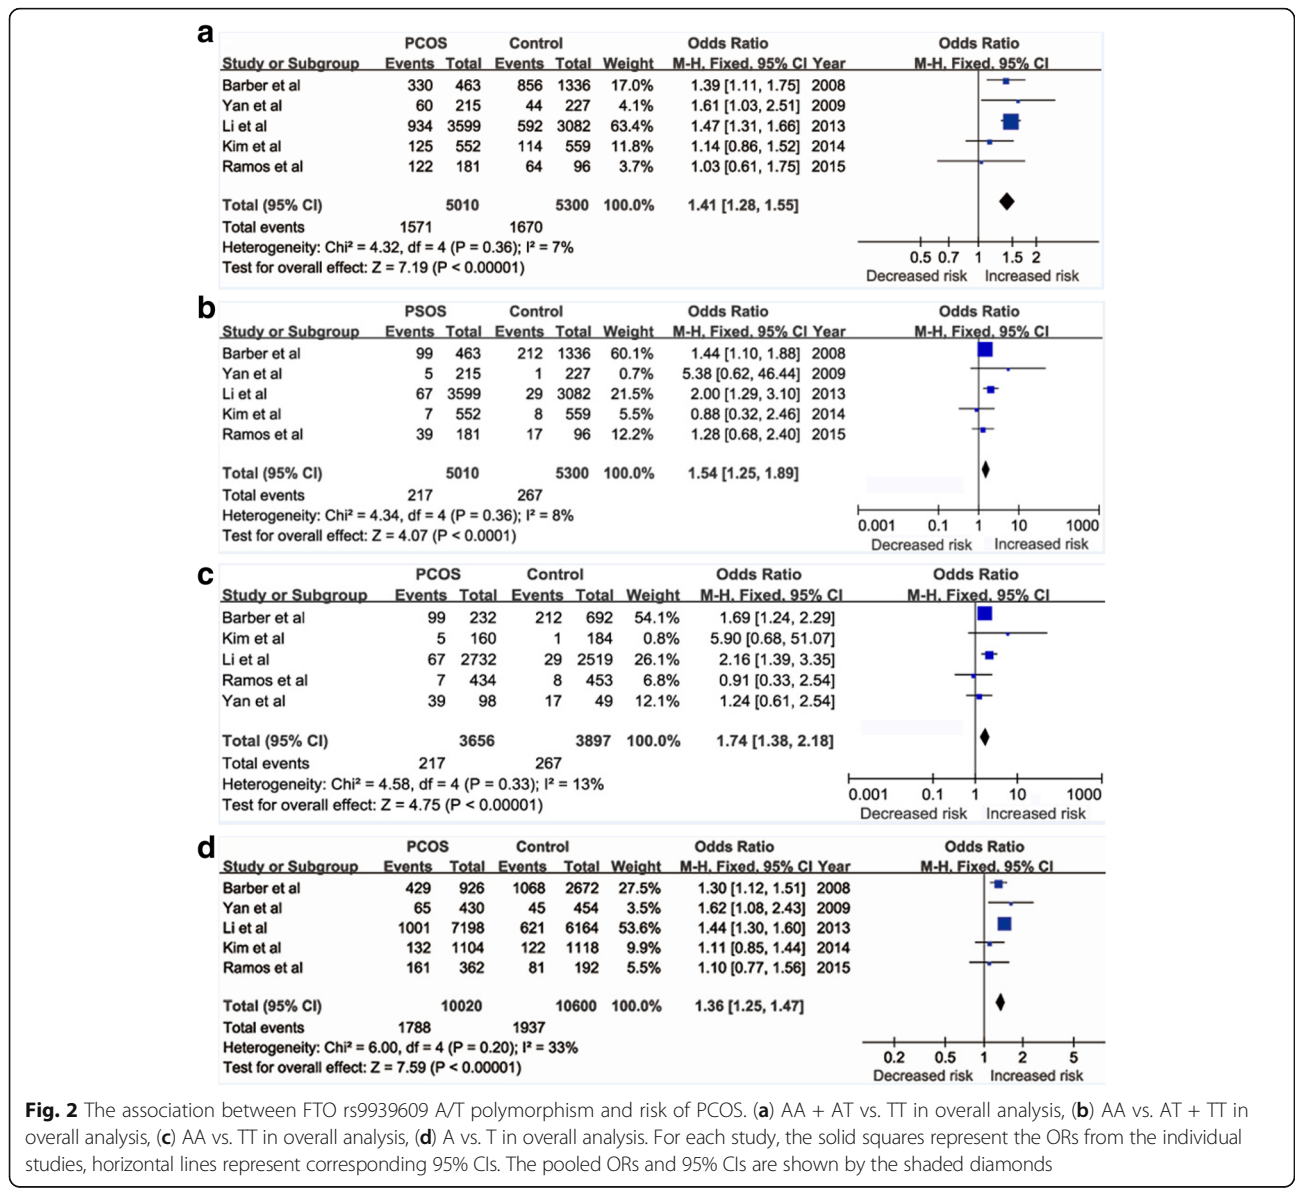 a
PCOS Control Odds Ratio Odds Ratio
Study or Subgroup Events Total Events Total Weight M-H, Fixed, 95% CI Year M-H, Fixed, 95% CI
Barber et al 330 463 856 1336 17.0% 1.39 [1.11, 1.75] 2008
Yan et al 60 215 44 227 4.1% 1.61 [1.03, 2.51] 2009
Li et al 934 3599 592 3082 63.4% 1.47 [1.31, 1.66] 2013
Kim et al 125 552 114 559 11.8% 1.14 [0.86, 1.52] 2014
Ramos et al 122 181 64 96 3.7% 1.03 [0.61, 1.75] 2015
Total (95% CI) 5010 5300 100.0% 1.41 [1.28, 1.55]
Total events 1571 1670
Heterogeneity: Chi² = 4.32, df = 4 (P = 0.36); I² = 7%
Test for overall effect: Z = 7.19 (P < 0.00001)
0.5 0.7 1 1.5 2
Decreased risk Increased risk
b
PSOS Control Odds Ratio Odds Ratio
Study or Subgroup Events Total Events Total Weight M-H, Fixed, 95% CI Year M-H, Fixed, 95% CI
Barber et al 99 463 212 1336 60.1% 1.44 [1.10, 1.88] 2008
Yan et al 5 215 1 227 0.7% 5.38 [0.62, 46.44] 2009
Li et al 67 3599 29 3082 21.5% 2.00 [1.29, 3.10] 2013
Kim et al 7 552 8 559 5.5% 0.88 [0.32, 2.46] 2014
Ramos et al 39 181 17 96 12.2% 1.28 [0.68, 2.40] 2015
Total (95% CI) 5010 5300 100.0% 1.54 [1.25, 1.89]
Total events 217 267
Heterogeneity: Chi² = 4.34, df = 4 (P = 0.36); I² = 8%
Test for overall effect: Z = 4.07 (P < 0.0001)
0.001 0.1 1 10 1000
Decreased risk Increased risk
c
PCOS Control Odds Ratio Odds Ratio
Study or Subgroup Events Total Events Total Weight M-H, Fixed, 95% CI M-H, Fixed, 95% CI
Barber et al 99 232 212 692 54.1% 1.69 [1.24, 2.29]
Kim et al 5 160 1 184 0.8% 5.90 [0.68, 51.07]
Li et al 67 2732 29 2519 26.1% 2.16 [1.39, 3.35]
Ramos et al 7 434 8 453 6.8% 0.91 [0.33, 2.54]
Yan et al 39 98 17 49 12.1% 1.24 [0.61, 2.54]
Total (95% CI) 3656 3897 100.0% 1.74 [1.38, 2.18]
Total events 217 267
Heterogeneity: Chi² = 4.58, df = 4 (P = 0.33); I² = 13%
Test for overall effect: Z = 4.75 (P < 0.00001)
0.001 0.1 1 10 1000
Decreased risk Increased risk
d
PCOS Control Odds Ratio Odds Ratio
Study or Subgroup Events Total Events Total Weight M-H, Fixed, 95% CI Year M-H, Fixed, 95% CI
Barber et al 429 926 1068 2672 27.5% 1.30 [1.12, 1.51] 2008
Yan et al 65 430 45 454 3.5% 1.62 [1.08, 2.43] 2009
Li et al 1001 7198 621 6164 53.6% 1.44 [1.30, 1.60] 2013
Kim et al 132 1104 122 1118 9.9% 1.11 [0.85, 1.44] 2014
Ramos et al 161 362 81 192 5.5% 1.10 [0.77, 1.56] 2015
Total (95% CI) 10020 10600 100.0% 1.36 [1.25, 1.47]
Total events 1788 1937
Heterogeneity: Chi² = 6.00, df = 4 (P = 0.20); I² = 33%
Test for overall effect: Z = 7.59 (P < 0.00001)
0.2 0.5 1 2 5
Decreased risk Increased risk
Fig. 2 The association between FTO rs9939609 A/T polymorphism and risk of PCOS. (a) AA + AT vs. TT in overall analysis, (b) AA vs. AT + TT in
overall analysis, (c) AA vs. TT in overall analysis, (d) A vs. T in overall analysis. For each study, the solid squares represent the ORs from the individual
studies, horizontal lines represent corresponding 95% CIs. The pooled ORs and 95% CIs are shown by the shaded diamonds